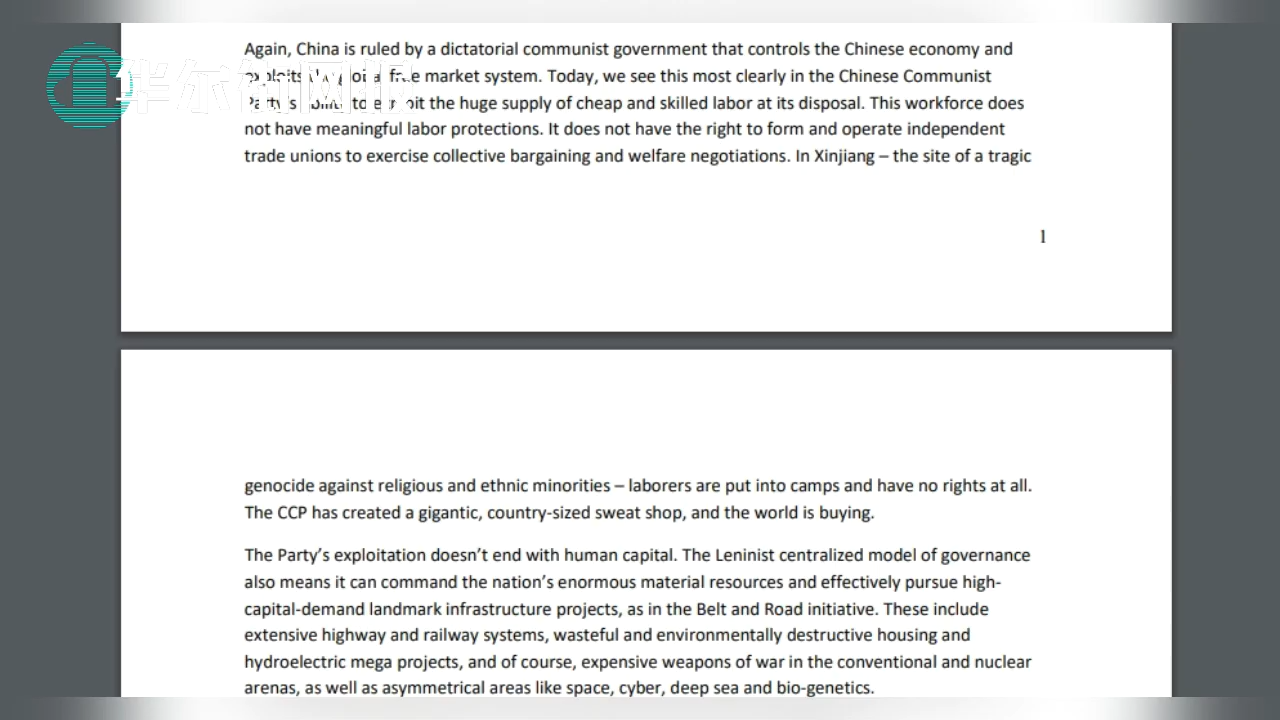 Again, China is ruled by a dictatorial communist government that controls the Chinese economy and
exploits the global free market system. Today, we see this most clearly in the Chinese Communist
Party's ability to exploit the huge supply of cheap and skilled labor at its disposal. This workforce does
not have meaningful labor protections. It does not have the right to form and operate independent
trade unions to exercise collective bargaining and welfare negotiations. In Xinjiang – the site of a tragic
1
genocide against religious and ethnic minorities – laborers are put into camps and have no rights at all.
The CCP has created a gigantic, country-sized sweat shop, and the world is buying.
The Party's exploitation doesn't end with human capital. The Leninist centralized model of governance
also means it can command the nation's enormous material resources and effectively pursue high-
capital-demand landmark infrastructure projects, as in the Belt and Road initiative. These include
extensive highway and railway systems, wasteful and environmentally destructive housing and
hydroelectric mega projects, and of course, expensive weapons of war in the conventional and nuclear
arenas, as well as asymmetrical areas like space, cyber, deep sea and bio-genetics.